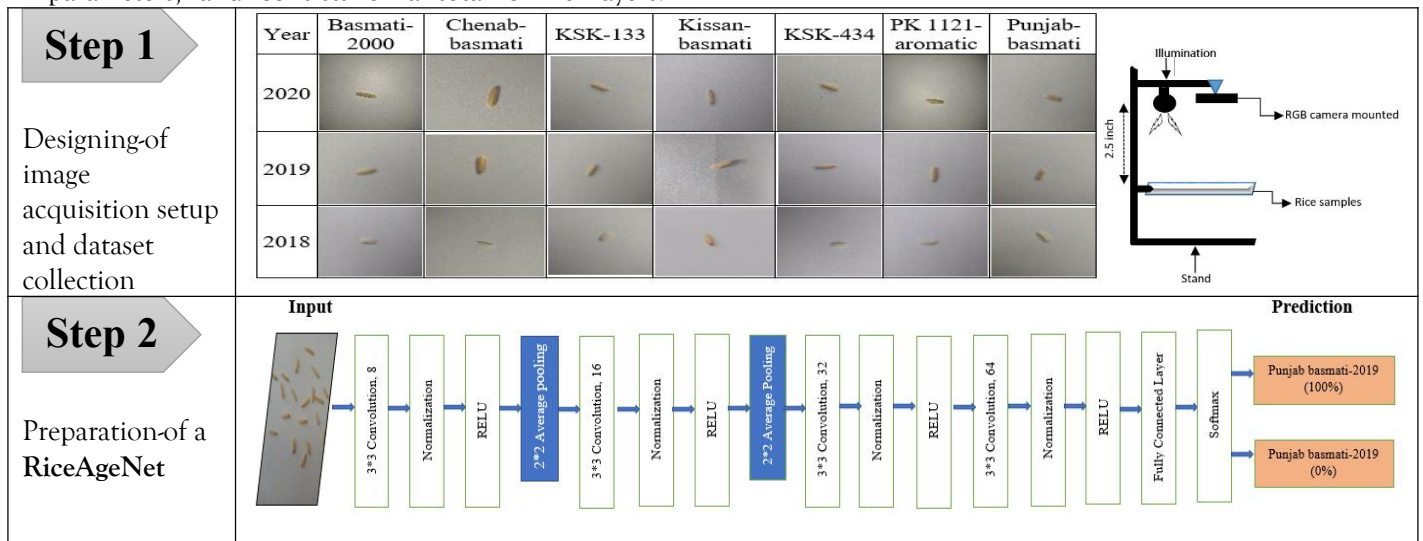 Step 1
Designing-of
image
acquisition setup
and dataset
collection
Year
Basmati-
2000
Chenab-
basmati
KSK-133
Kissan-
basmati
KSK-434
PK 1121-
aromatic
Punjab-
basmati
2020
2019
2018
Illumination
RGB camera mounted
2.5 inch
Rice samples
Stand
Step 2
Preparation-of a
RiceAgeNet
Input
3*3 Convolution, 8
Normalization
RELU
2*2 Average pooling
3*3 Convolution, 16
Normalization
RELU
2*2 Average Pooling
3*3 Convolution, 32
Normalization
RELU
3*3 Convolution, 64
Normalization
RELU
Fully Connected Layer
Softmax
Prediction
Punjab basmati-2019
(100%)
Punjab basmati-2019
(0%)